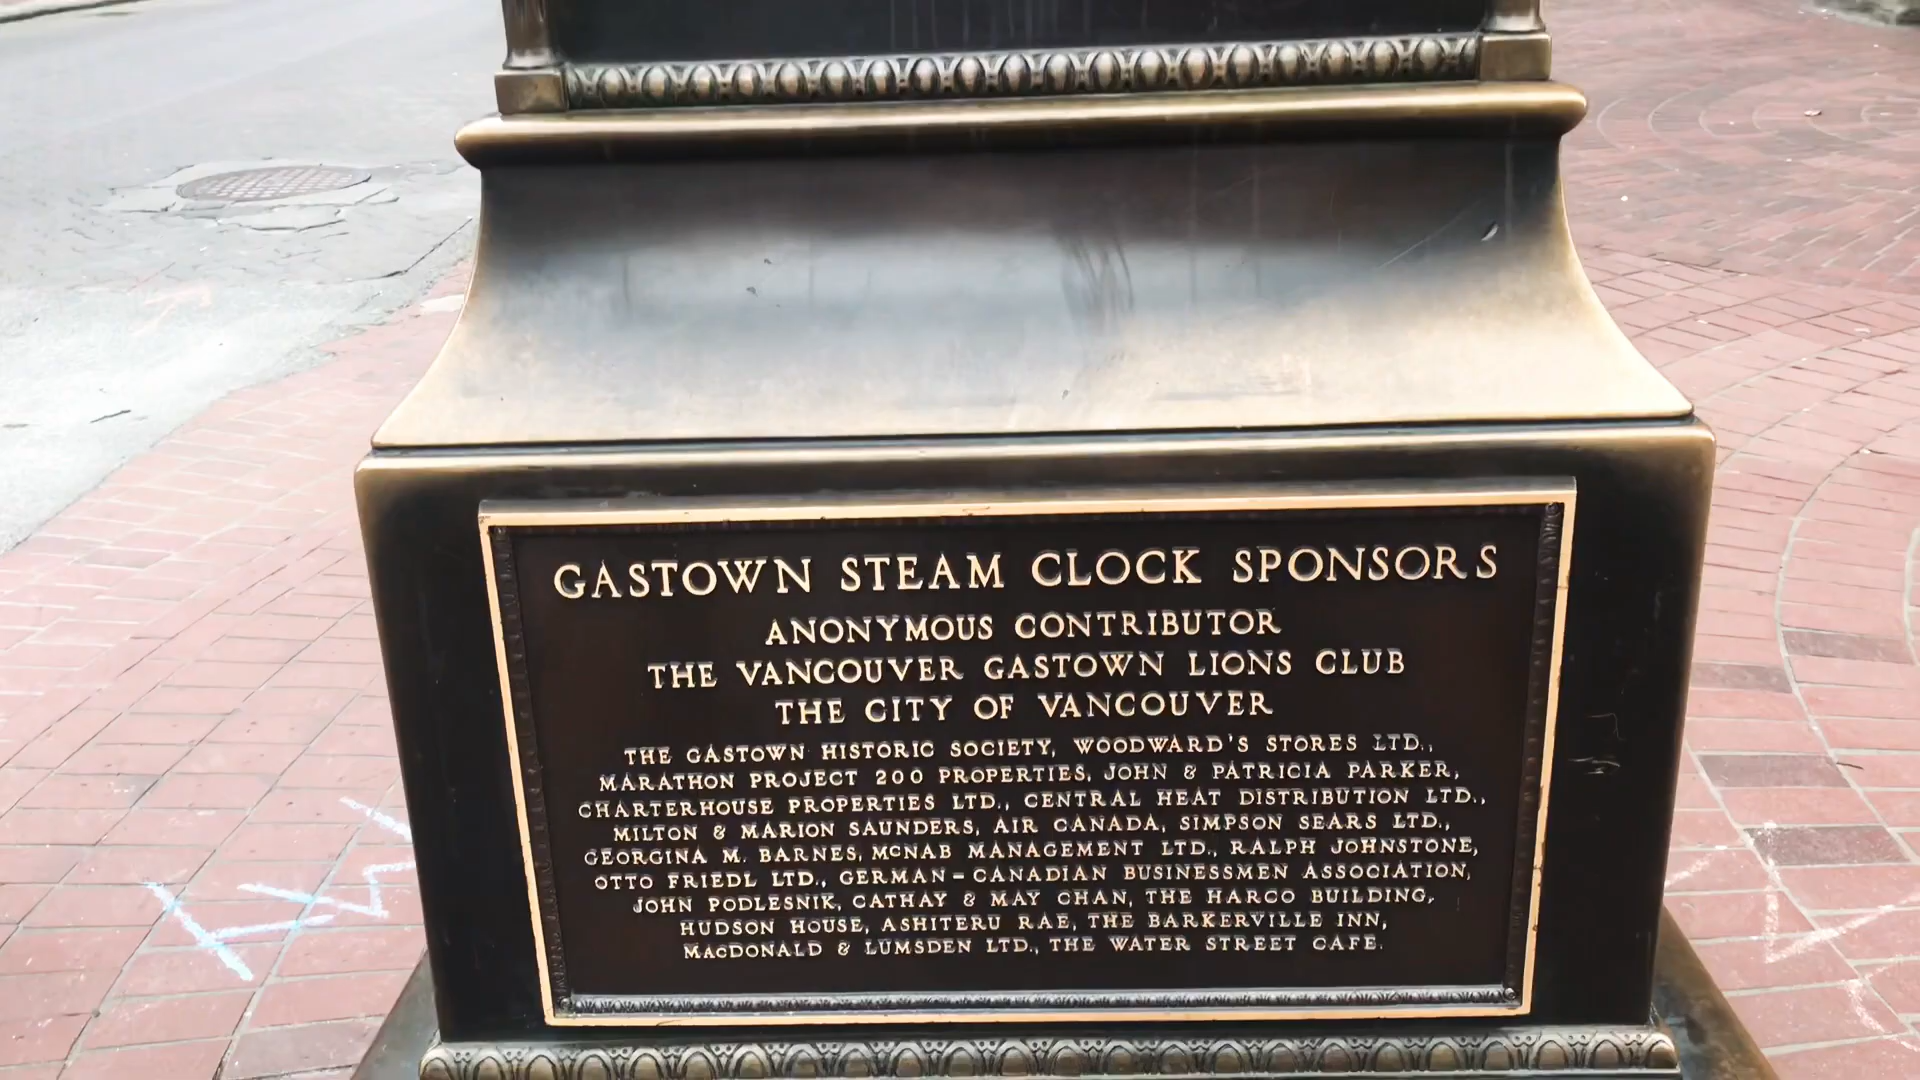 GASTOWN STEAM CLOCK SPONSORS
ANONYMOUS CONTRIBUTOR
THE VANCOUVER GASTOWN LIONS CLUB
THE CITY OF VANCOUVER
THE GASTOWN HISTORIC SOCIETY, WOODWARD'S STORES LTD.,
MARATHON PROJECT 200 PROPERTIES, JOHN & PATRICIA PARKER,
CHARTERHOUSE PROPERTIES LTD., CENTRAL HEAT DISTRIBUTION LTD.,
MILTON & MARION SAUNDERS, AIR CANADA, SIMPSON SEARS LTD.,
GEORGINA M. BARNES, McNAB MANAGEMENT LTD., RALPH JOHNSTONE,
OTTO FRIEDL LTD., GERMAN-CANADIAN BUSINESSMEN ASSOCIATION,
JOHN PODLESNIK, CATHAY & MAY CHAN, THE HARCO BUILDING,
HUDSON HOUSE, ASHITERU RAE, THE BARKERVILLE INN,
MACDONALD & LUMSDEN LTD., THE WATER STREET CAFE.